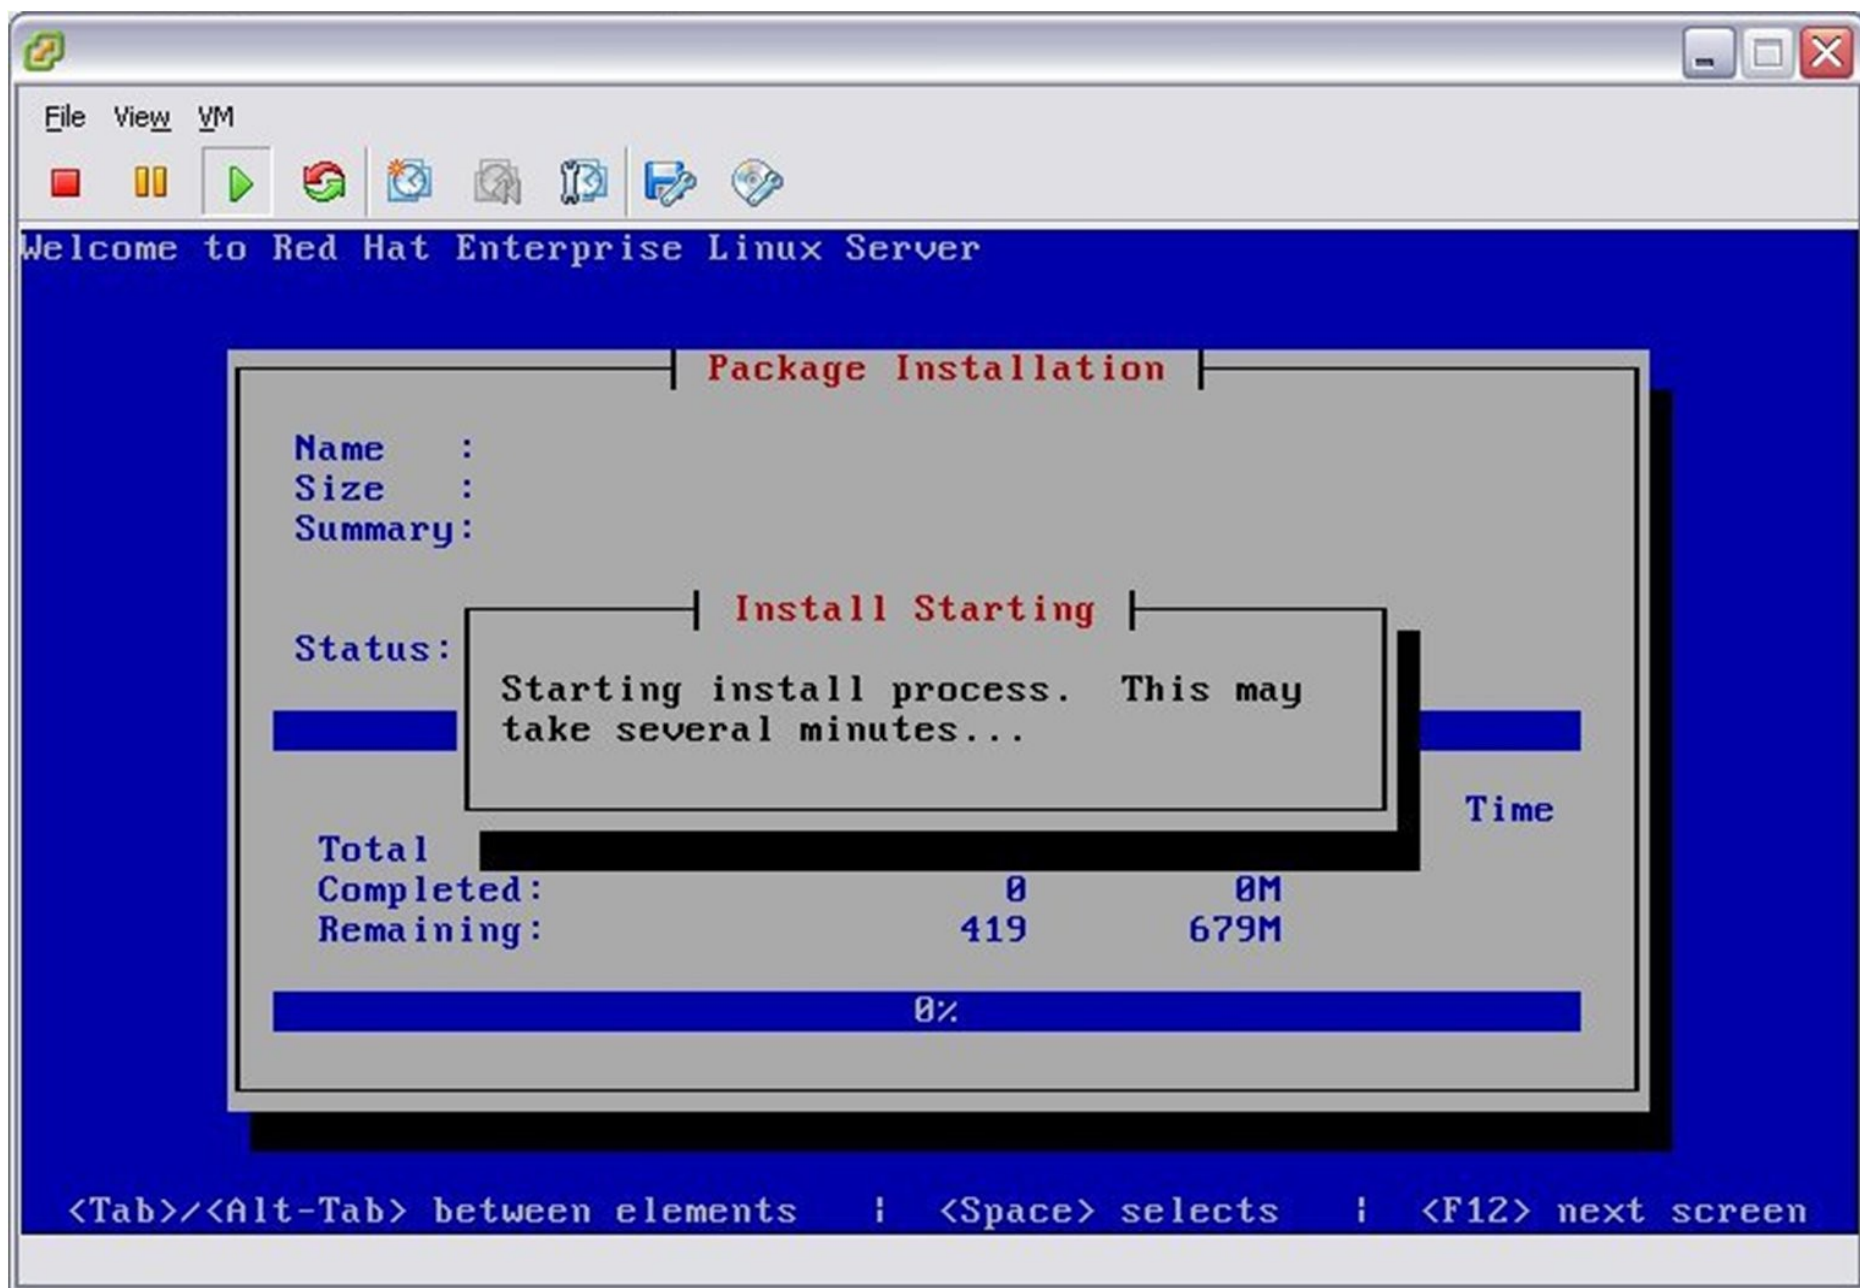 File View VM
Welcome to Red Hat Enterprise Linux Server
Package Installation
Name :
Size :
Summary:
Install Starting
Status:
Starting install process. This may
take several minutes...
Time
Total
Completed: 0 0M
Remaining: 419 679M
0%
<Tab>/<Alt-Tab> between elements | <Space> selects | <F12> next screen